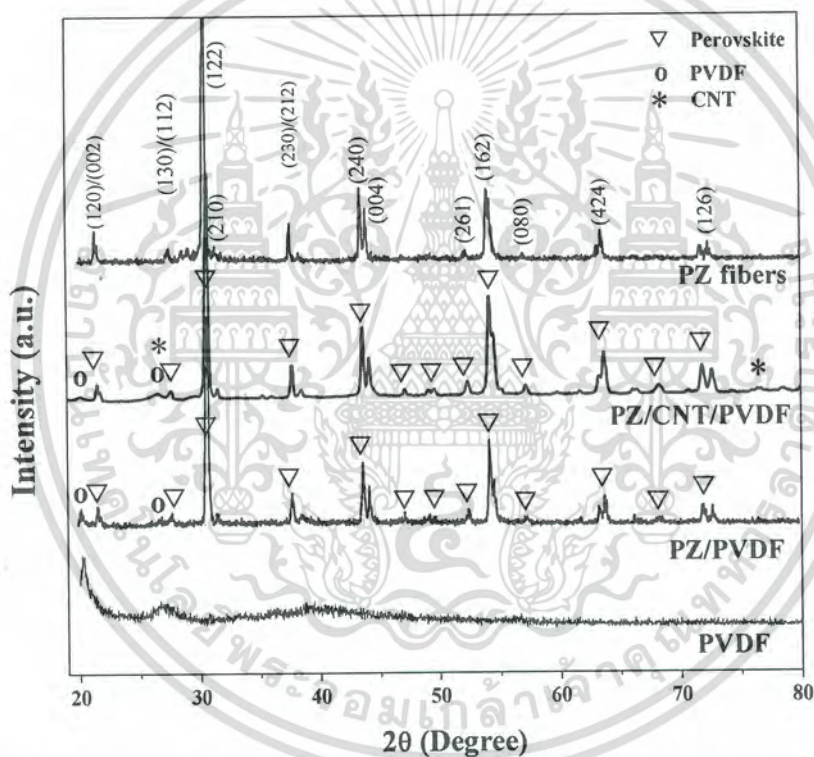 ▽ Perovskite
o PVDF
* CNT
(120)/(002)
(130)/(112)
(122)
(210)
(230)/(212)
(240)
(004)
(261)
(162)
(080)
(424)
(126)
PZ fibers
PZ/CNT/PVDF
PZ/PVDF
PVDF
Intensity (a.u.)
20 30 40 50 60 70 80
2θ (Degree)